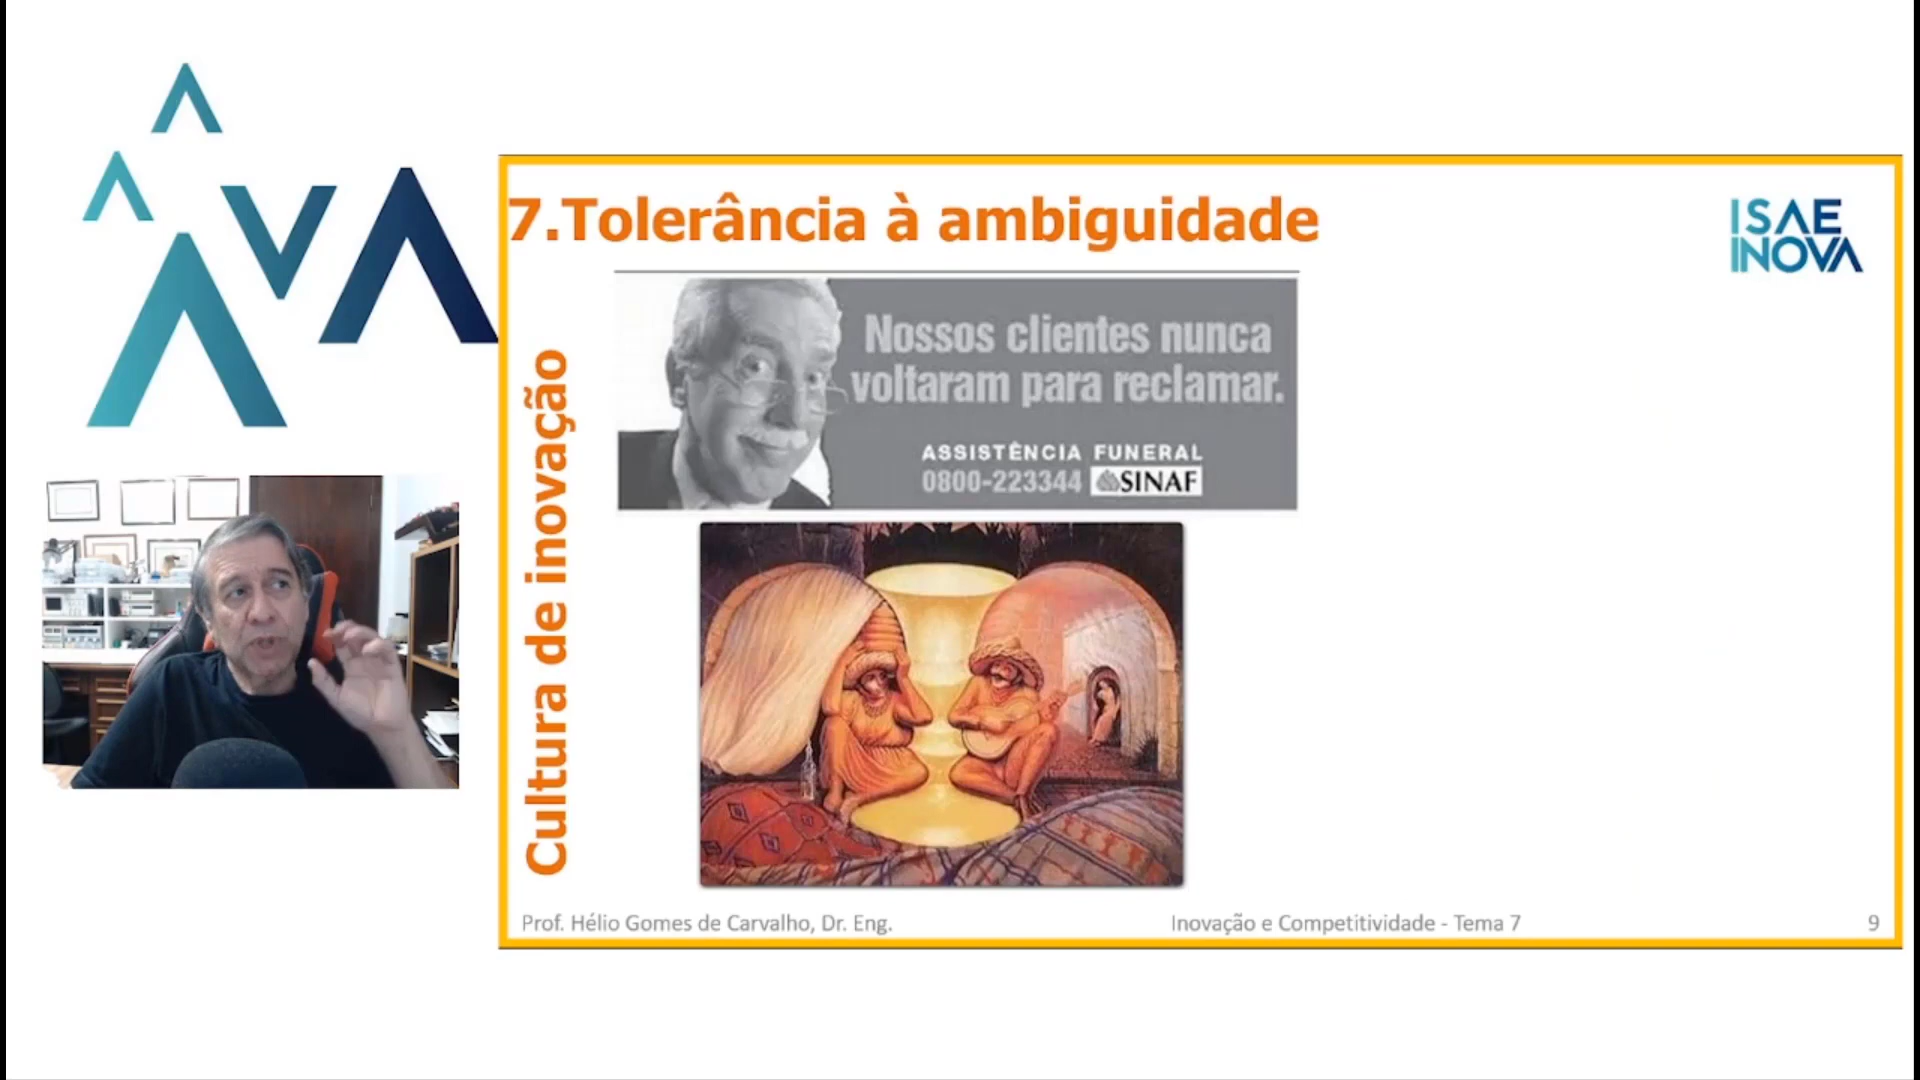 7.Tolerância à ambiguidade
ISAE
INOVA
Cultura de inovação
Nossos clientes nunca
voltaram para reclamar.
ASSISTÊNCIA FUNERAL
0800-223344 SINAF
Prof. Hélio Gomes de Carvalho, Dr. Eng.
Inovação e Competitividade - Tema 7
9